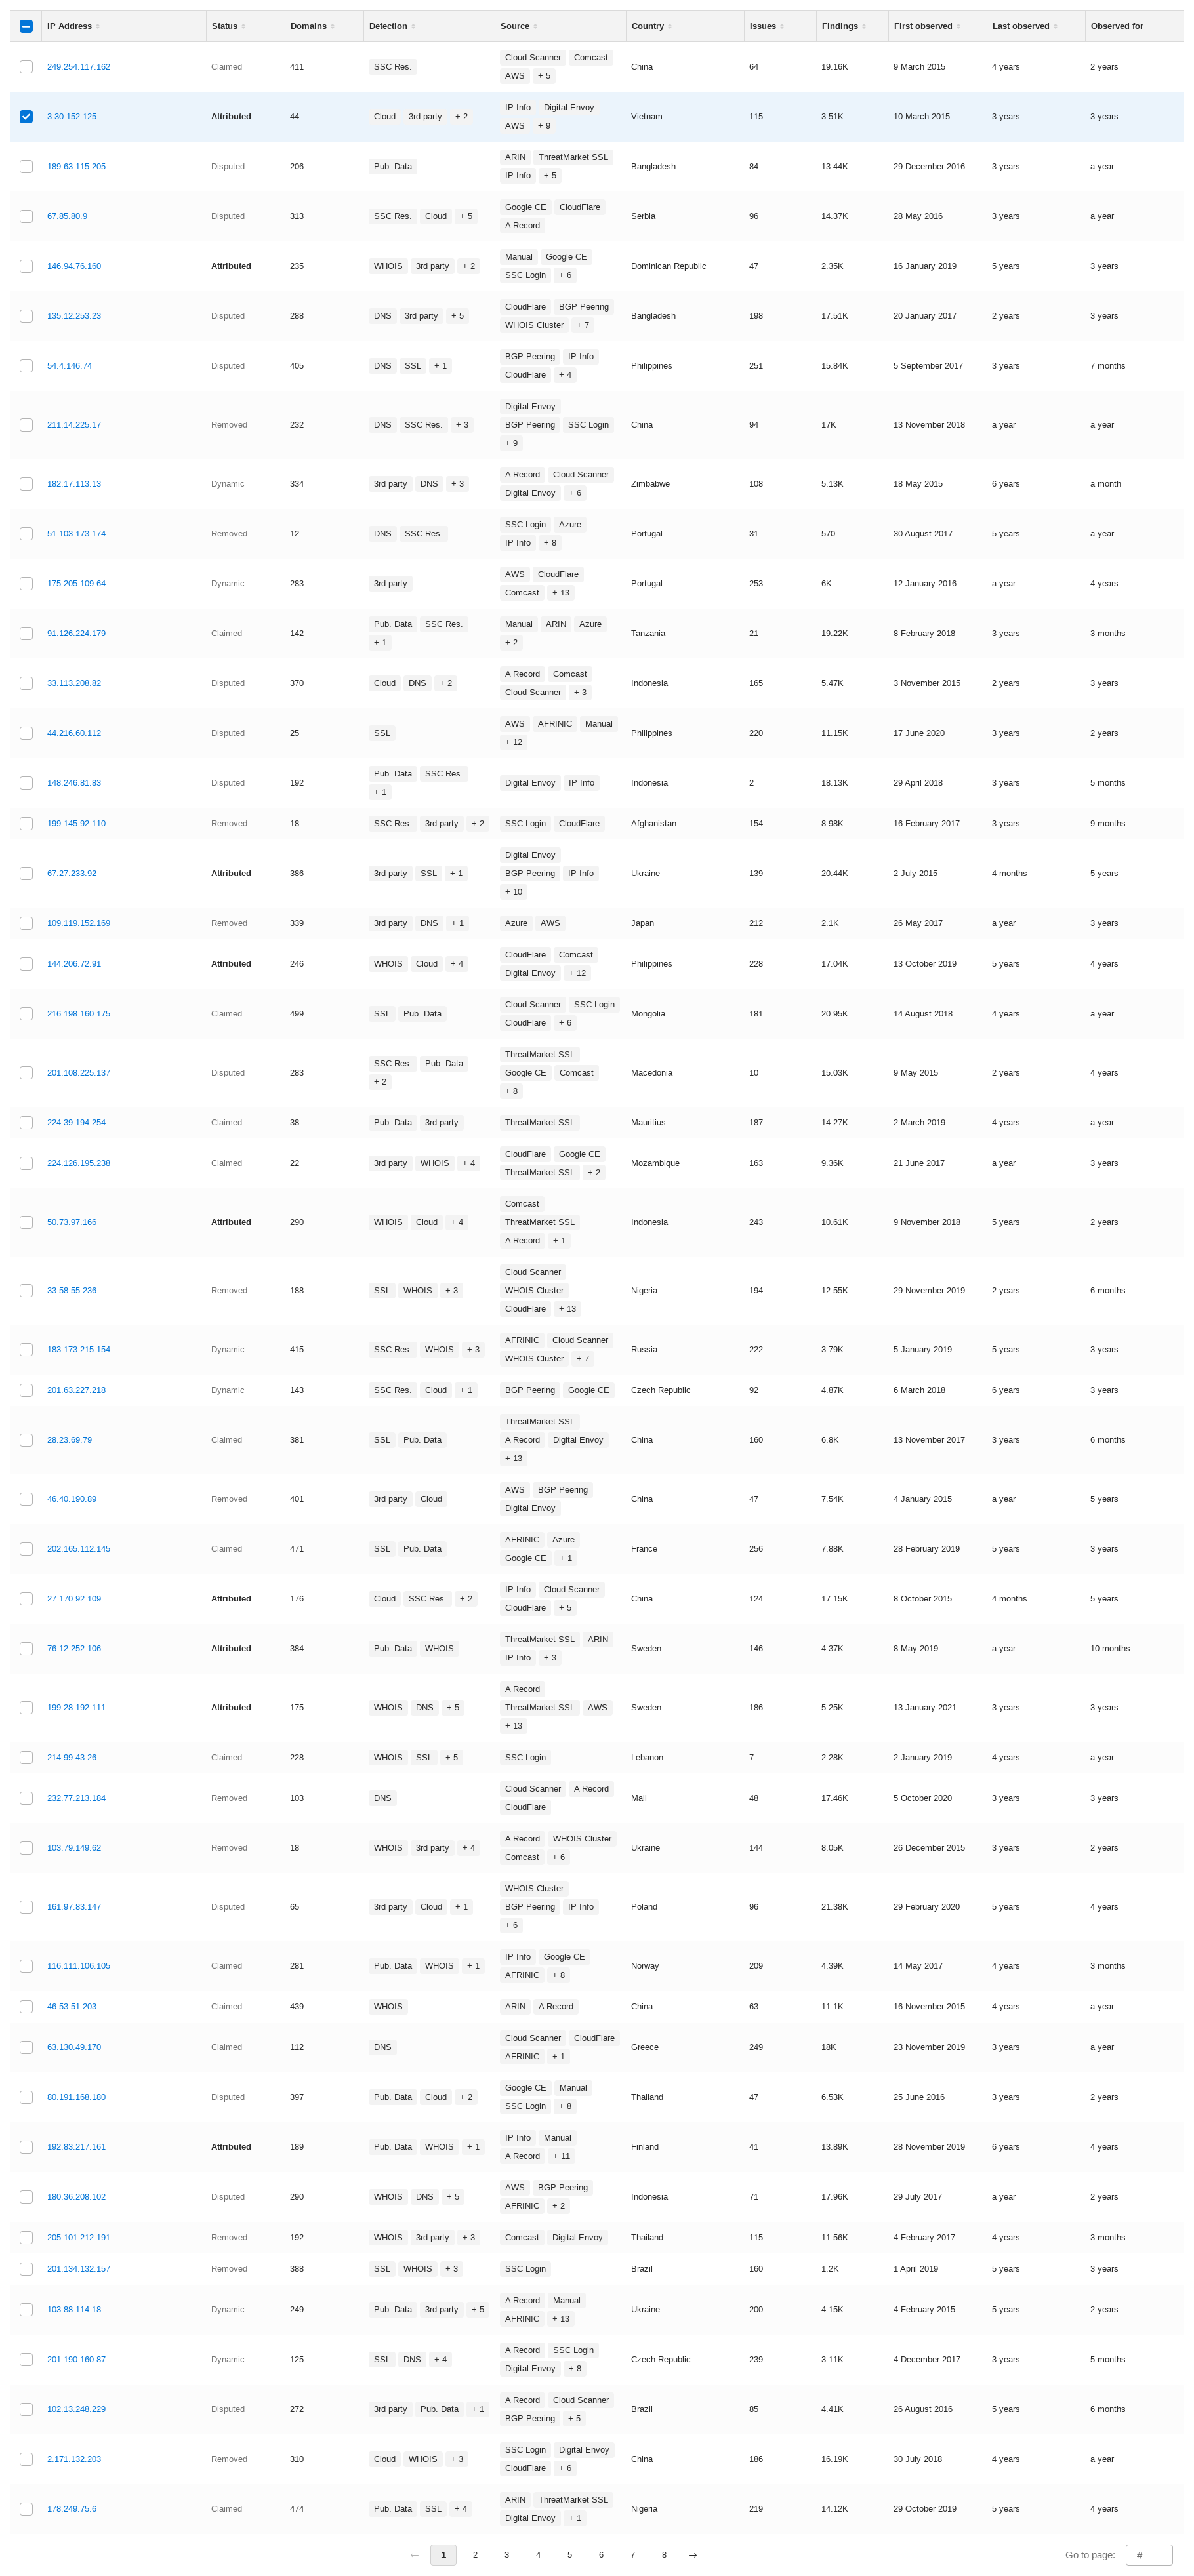 IP Address Status Domains Detection Source Country Issues Findings First observed Last observed Observed for
249.254.117.162 Claimed 411 SSC Res. Cloud Scanner Comcast AWS + 5 China 64 19.16K 9 March 2015 4 years 2 years
3.30.152.125 Attributed 44 Cloud 3rd party + 2 IP Info Digital Envoy AWS + 9 Vietnam 115 3.51K 10 March 2015 3 years 3 years
189.63.115.205 Disputed 206 Pub. Data ARIN ThreatMarket SSL IP Info + 5 Bangladesh 84 13.44K 29 December 2016 3 years a year
67.85.80.9 Disputed 313 SSC Res. Cloud + 5 Google CE CloudFlare A Record Serbia 96 14.37K 28 May 2016 3 years a year
146.94.76.160 Attributed 235 WHOIS 3rd party + 2 Manual Google CE SSC Login + 6 Dominican Republic 47 2.35K 16 January 2019 5 years 3 years
135.12.253.23 Disputed 288 DNS 3rd party + 5 CloudFlare BGP Peering WHOIS Cluster + 7 Bangladesh 198 17.51K 20 January 2017 2 years 3 years
54.4.146.74 Disputed 405 DNS SSL + 1 BGP Peering IP Info CloudFlare + 4 Philippines 251 15.84K 5 September 2017 3 years 7 months
211.14.225.17 Removed 232 DNS SSC Res. + 3 Digital Envoy BGP Peering SSC Login + 9 China 94 17K 13 November 2018 a year a year
182.17.113.13 Dynamic 334 3rd party DNS + 3 A Record Cloud Scanner Digital Envoy + 6 Zimbabwe 108 5.13K 18 May 2015 6 years a month
51.103.173.174 Removed 12 DNS SSC Res. SSC Login Azure IP Info + 8 Portugal 31 570 30 August 2017 5 years a year
175.205.109.64 Dynamic 283 3rd party AWS CloudFlare Comcast + 13 Portugal 253 6K 12 January 2016 a year 4 years
91.126.224.179 Claimed 142 Pub. Data SSC Res. + 1 Manual ARIN Azure + 2 Tanzania 21 19.22K 8 February 2018 3 years 3 months
33.113.208.82 Disputed 370 Cloud DNS + 2 A Record Comcast Cloud Scanner + 3 Indonesia 165 5.47K 3 November 2015 2 years 3 years
44.216.60.112 Disputed 25 SSL AWS AFRINIC Manual + 12 Philippines 220 11.15K 17 June 2020 3 years 2 years
148.246.81.83 Disputed 192 Pub. Data SSC Res. + 1 Digital Envoy IP Info Indonesia 2 18.13K 29 April 2018 3 years 5 months
199.145.92.110 Removed 18 SSC Res. 3rd party + 2 SSC Login CloudFlare Afghanistan 154 8.98K 16 February 2017 3 years 9 months
67.27.233.92 Attributed 386 3rd party SSL + 1 Digital Envoy BGP Peering IP Info + 10 Ukraine 139 20.44K 2 July 2015 4 months 5 years
109.119.152.169 Removed 339 3rd party DNS + 1 Azure AWS Japan 212 2.1K 26 May 2017 a year 3 years
144.206.72.91 Attributed 246 WHOIS Cloud + 4 CloudFlare Comcast Digital Envoy + 12 Philippines 228 17.04K 13 October 2019 5 years 4 years
216.198.160.175 Claimed 499 SSL Pub. Data Cloud Scanner SSC Login CloudFlare + 6 Mongolia 181 20.95K 14 August 2018 4 years a year
201.108.225.137 Disputed 283 SSC Res. Pub. Data + 2 ThreatMarket SSL Google CE Comcast + 8 Macedonia 10 15.03K 9 May 2015 2 years 4 years
224.39.194.254 Claimed 38 Pub. Data 3rd party ThreatMarket SSL Mauritius 187 14.27K 2 March 2019 4 years a year
224.126.195.238 Claimed 22 3rd party WHOIS + 4 CloudFlare Google CE ThreatMarket SSL + 2 Mozambique 163 9.36K 21 June 2017 a year 3 years
50.73.97.166 Attributed 290 WHOIS Cloud + 4 Comcast ThreatMarket SSL A Record + 1 Indonesia 243 10.61K 9 November 2018 5 years 2 years
33.58.55.236 Removed 188 SSL WHOIS + 3 Cloud Scanner WHOIS Cluster CloudFlare + 13 Nigeria 194 12.55K 29 November 2019 2 years 6 months
183.173.215.154 Dynamic 415 SSC Res. WHOIS + 3 AFRINIC Cloud Scanner WHOIS Cluster + 7 Russia 222 3.79K 5 January 2019 5 years 3 years
201.63.227.218 Dynamic 143 SSC Res. Cloud + 1 BGP Peering Google CE Czech Republic 92 4.87K 6 March 2018 6 years 3 years
28.23.69.79 Claimed 381 SSL Pub. Data ThreatMarket SSL A Record Digital Envoy + 13 China 160 6.8K 13 November 2017 3 years 6 months
46.40.190.89 Removed 401 3rd party Cloud AWS BGP Peering Digital Envoy China 47 7.54K 4 January 2015 a year 5 years
202.165.112.145 Claimed 471 SSL Pub. Data AFRINIC Azure Google CE + 1 France 256 7.88K 28 February 2019 5 years 3 years
27.170.92.109 Attributed 176 Cloud SSC Res. + 2 IP Info Cloud Scanner CloudFlare + 5 China 124 17.15K 8 October 2015 4 months 5 years
76.12.252.106 Attributed 384 Pub. Data WHOIS ThreatMarket SSL ARIN IP Info + 3 Sweden 146 4.37K 8 May 2019 a year 10 months
199.28.192.111 Attributed 175 WHOIS DNS + 5 A Record ThreatMarket SSL AWS + 13 Sweden 186 5.25K 13 January 2021 3 years 3 years
214.99.43.26 Claimed 228 WHOIS SSL + 5 SSC Login Lebanon 7 2.28K 2 January 2019 4 years a year
232.77.213.184 Removed 103 DNS Cloud Scanner A Record CloudFlare Mali 48 17.46K 5 October 2020 3 years 3 years
103.79.149.62 Removed 18 WHOIS 3rd party + 4 A Record WHOIS Cluster Comcast + 6 Ukraine 144 8.05K 26 December 2015 3 years 2 years
161.97.83.147 Disputed 65 3rd party Cloud + 1 WHOIS Cluster BGP Peering IP Info + 6 Poland 96 21.38K 29 February 2020 5 years 4 years
116.111.106.105 Claimed 281 Pub. Data WHOIS + 1 IP Info Google CE AFRINIC + 8 Norway 209 4.39K 14 May 2017 4 years 3 months
46.53.51.203 Claimed 439 WHOIS ARIN A Record China 63 11.1K 16 November 2015 4 years a year
63.130.49.170 Claimed 112 DNS Cloud Scanner CloudFlare AFRINIC + 1 Greece 249 18K 23 November 2019 3 years a year
80.191.168.180 Disputed 397 Pub. Data Cloud + 2 Google CE Manual SSC Login + 8 Thailand 47 6.53K 25 June 2016 3 years 2 years
192.83.217.161 Attributed 189 Pub. Data WHOIS + 1 IP Info Manual A Record + 11 Finland 41 13.89K 28 November 2019 6 years 4 years
180.36.208.102 Disputed 290 WHOIS DNS + 5 AWS BGP Peering AFRINIC + 2 Indonesia 71 17.96K 29 July 2017 a year 2 years
205.101.212.191 Removed 192 WHOIS 3rd party + 3 Comcast Digital Envoy Thailand 115 11.56K 4 February 2017 4 years 3 months
201.134.132.157 Removed 388 SSL WHOIS + 3 SSC Login Brazil 160 1.2K 1 April 2019 5 years 3 years
103.88.114.18 Dynamic 249 Pub. Data 3rd party + 5 A Record Manual AFRINIC + 13 Ukraine 200 4.15K 4 February 2015 5 years 2 years
201.190.160.87 Dynamic 125 SSL DNS + 4 A Record SSC Login Digital Envoy + 8 Czech Republic 239 3.11K 4 December 2017 3 years 5 months
102.13.248.229 Disputed 272 3rd party Pub. Data + 1 A Record Cloud Scanner BGP Peering + 5 Brazil 85 4.41K 26 August 2016 5 years 6 months
2.171.132.203 Removed 310 Cloud WHOIS + 3 SSC Login Digital Envoy CloudFlare + 6 China 186 16.19K 30 July 2018 4 years a year
178.249.75.6 Claimed 474 Pub. Data SSL + 4 ARIN ThreatMarket SSL Digital Envoy + 1 Nigeria 219 14.12K 29 October 2019 5 years 4 years
← 1 2 3 4 5 6 7 8 → Go to page: #